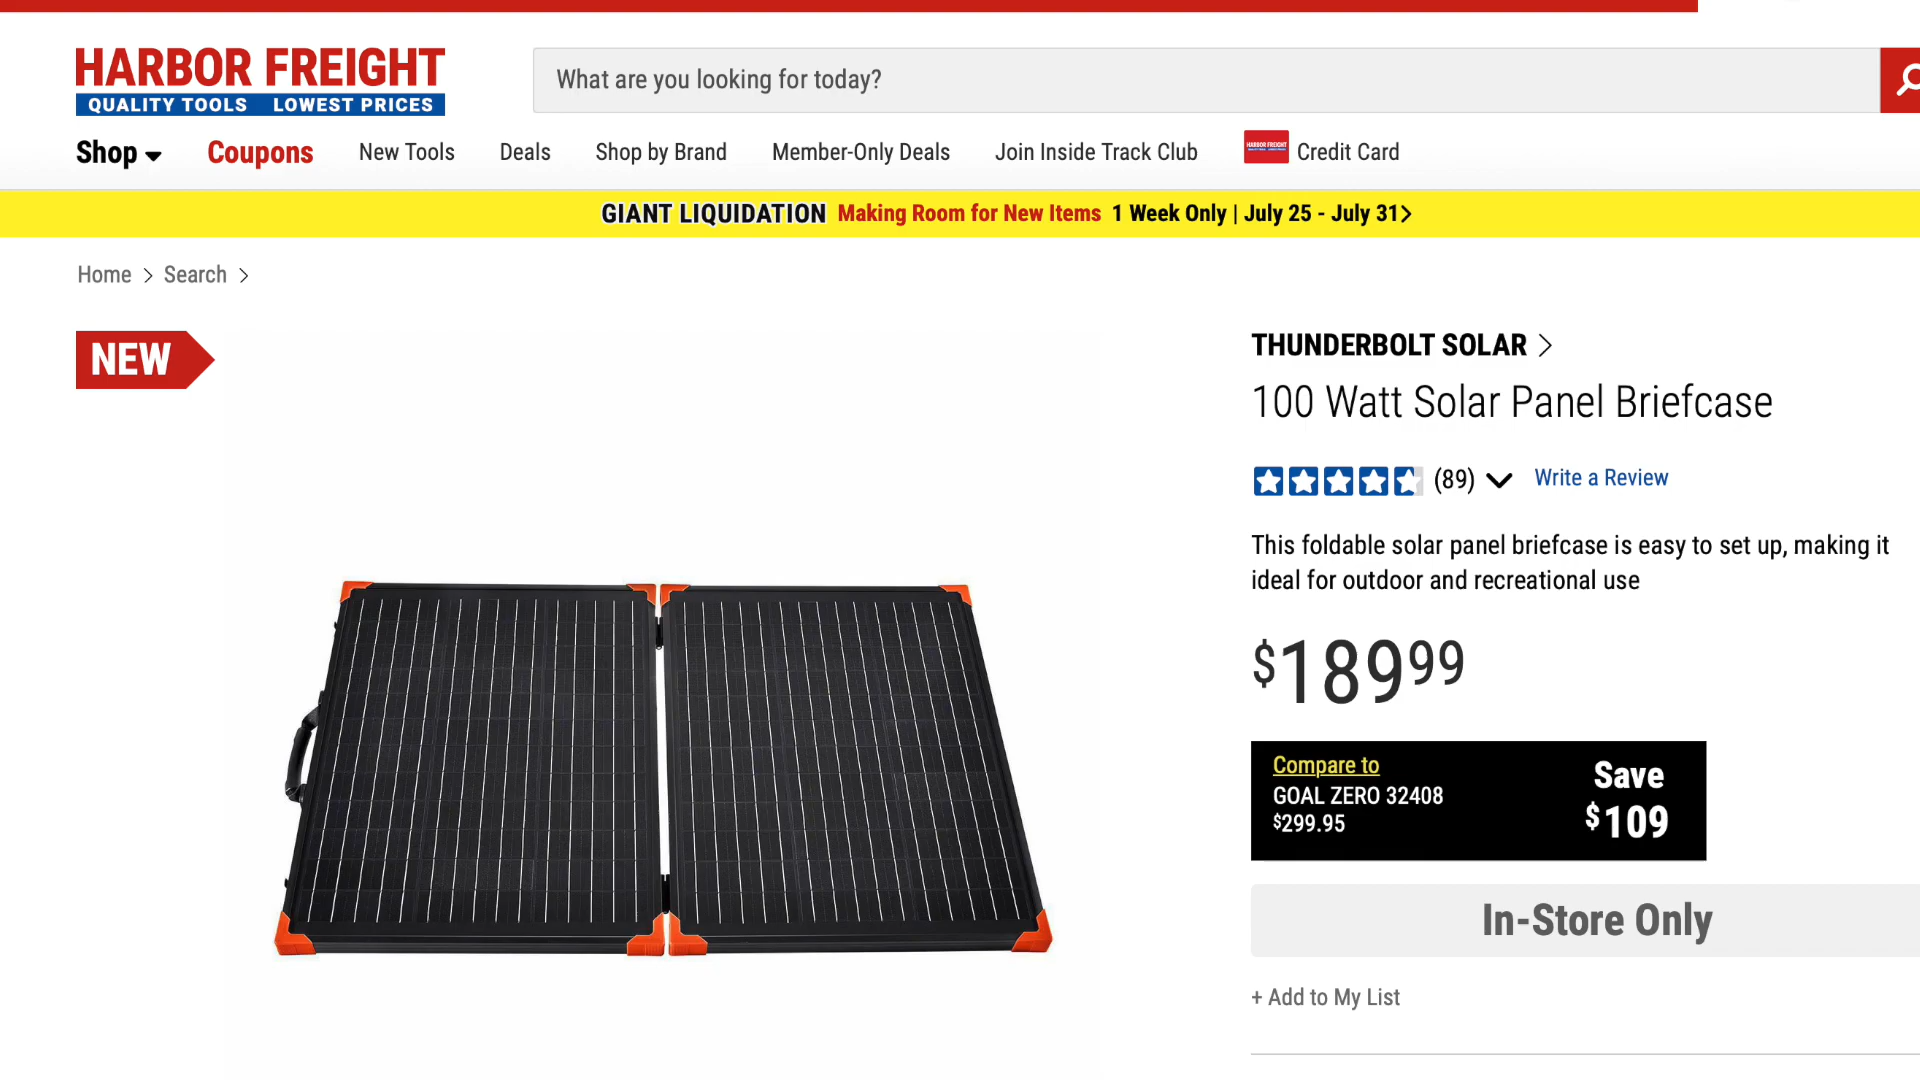 HARBOR FREIGHT
QUALITY TOOLS LOWEST PRICES
What are you looking for today?
Shop
Coupons
New Tools
Deals
Shop by Brand
Member-Only Deals
Join Inside Track Club
HARBOR FREIGHT
Credit Card
GIANT LIQUIDATION Making Room for New Items 1 Week Only | July 25 - July 31
Home > Search >
NEW
THUNDERBOLT SOLAR
100 Watt Solar Panel Briefcase
(89)
Write a Review
This foldable solar panel briefcase is easy to set up, making it
ideal for outdoor and recreational use
$189 99
Compare to
GOAL ZERO 32408
$299.95
Save
$109
In-Store Only
+ Add to My List